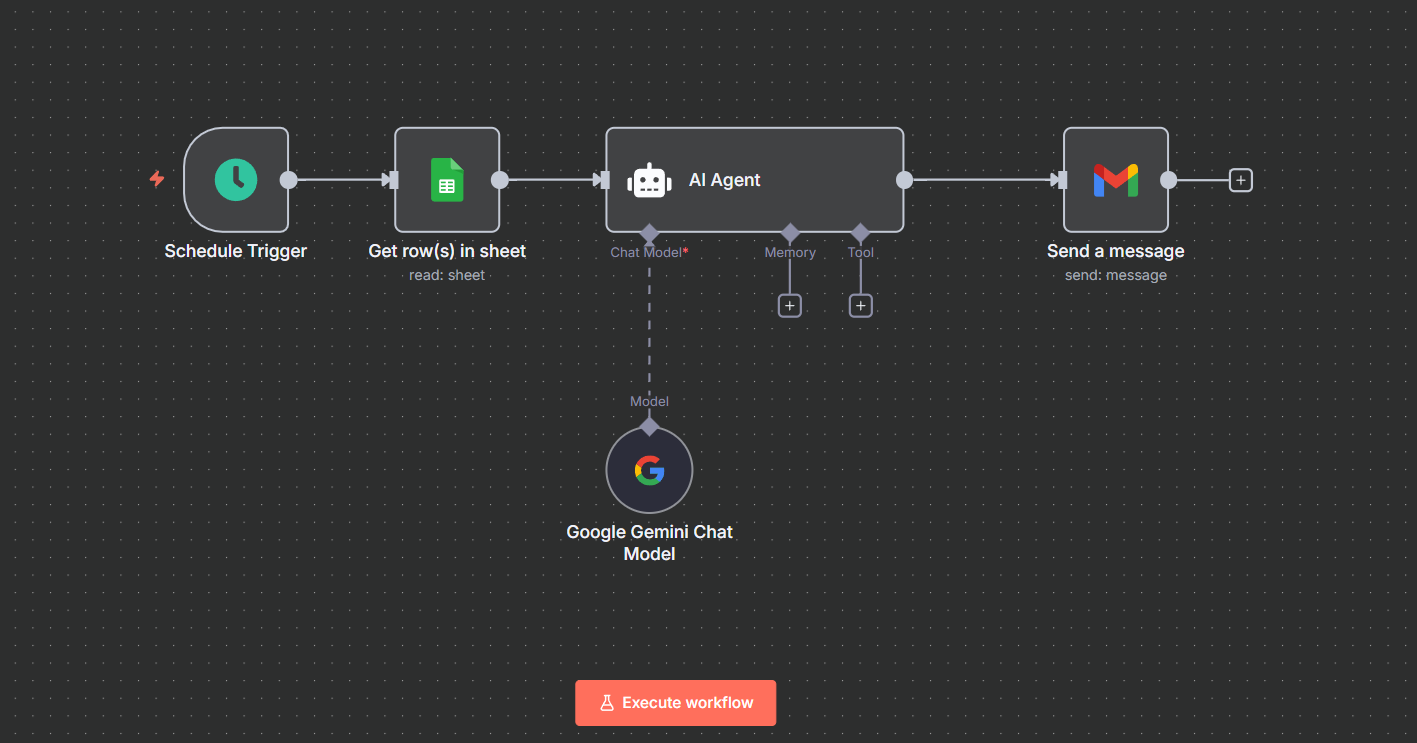 AI Agent
Schedule Trigger
Get row(s) in sheet
read: sheet
Chat Model*
Memory
Tool
Send a message
send: message
Model
Google Gemini Chat
Model
Execute workflow